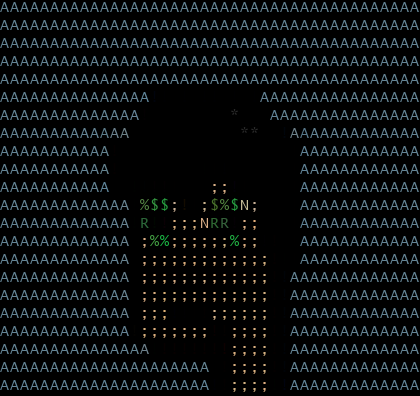 AAAAAAAAAAAAAAAAAAAAAAAAAAAAAAAAAAAAAAAAAA
AAAAAAAAAAAAAAAAAAAAAAAAAAAAAAAAAAAAAAAAAA
AAAAAAAAAAAAAAAAAAAAAAAAAAAAAAAAAAAAAAAAAA
AAAAAAAAAAAAAAAAAAAAAAAAAAAAAAAAAAAAAAAAAA
AAAAAAAAAAAAAAAAAAAAAAAAAAAAAAAAAAAAAAAAAA
AAAAAAAAAAAAAAA           AAAAAAAAAAAAAAAA
AAAAAAAAAAAAAA         *   AAAAAAAAAAAAAAA
AAAAAAAAAAAAA           **   AAAAAAAAAAAAA
AAAAAAAAAAA                   AAAAAAAAAAAA
AAAAAAAAAAA                   AAAAAAAAAAAA
AAAAAAAAAAA          ;;       AAAAAAAAAAAA
AAAAAAAAAAAAA %$$;  ;$%$N;    AAAAAAAAAAAA
AAAAAAAAAAAAA R  ;;;NRR ;;    AAAAAAAAAAAA
AAAAAAAAAAAAA ;%%;;;;;;%;;    AAAAAAAAAAAA
AAAAAAAAAAAAA ;;;;;;;;;;;;;   AAAAAAAAAAAA
AAAAAAAAAAAAA ;;;;;;;;;;;;;  AAAAAAAAAAAAA
AAAAAAAAAAAAA ;;;;;;;;;;;;;  AAAAAAAAAAAAA
AAAAAAAAAAAAA ;;;    ;;;;;;  AAAAAAAAAAAAA
AAAAAAAAAAAAA ;;;;;;;  ;;;;  AAAAAAAAAAAAA
AAAAAAAAAAAAAAA        ;;;;  AAAAAAAAAAAAA
AAAAAAAAAAAAAAAAAAAAA  ;;;;  AAAAAAAAAAAAA
AAAAAAAAAAAAAAAAAAAAA  ;;;;  AAAAAAAAAAAAA